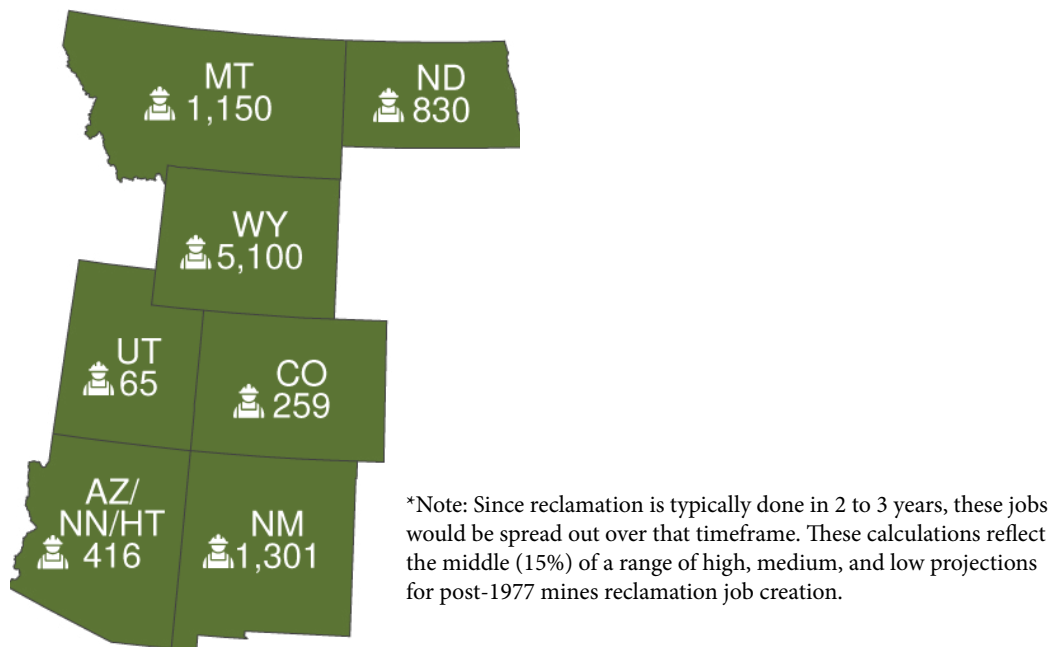 MT
1,150
ND
830
WY
5,100
UT
65
CO
259
AZ/
NN/HT
416
NM
1,301
*Note: Since reclamation is typically done in 2 to 3 years, these jobs
would be spread out over that timeframe. These calculations reflect
the middle (15%) of a range of high, medium, and low projections
for post-1977 mines reclamation job creation.